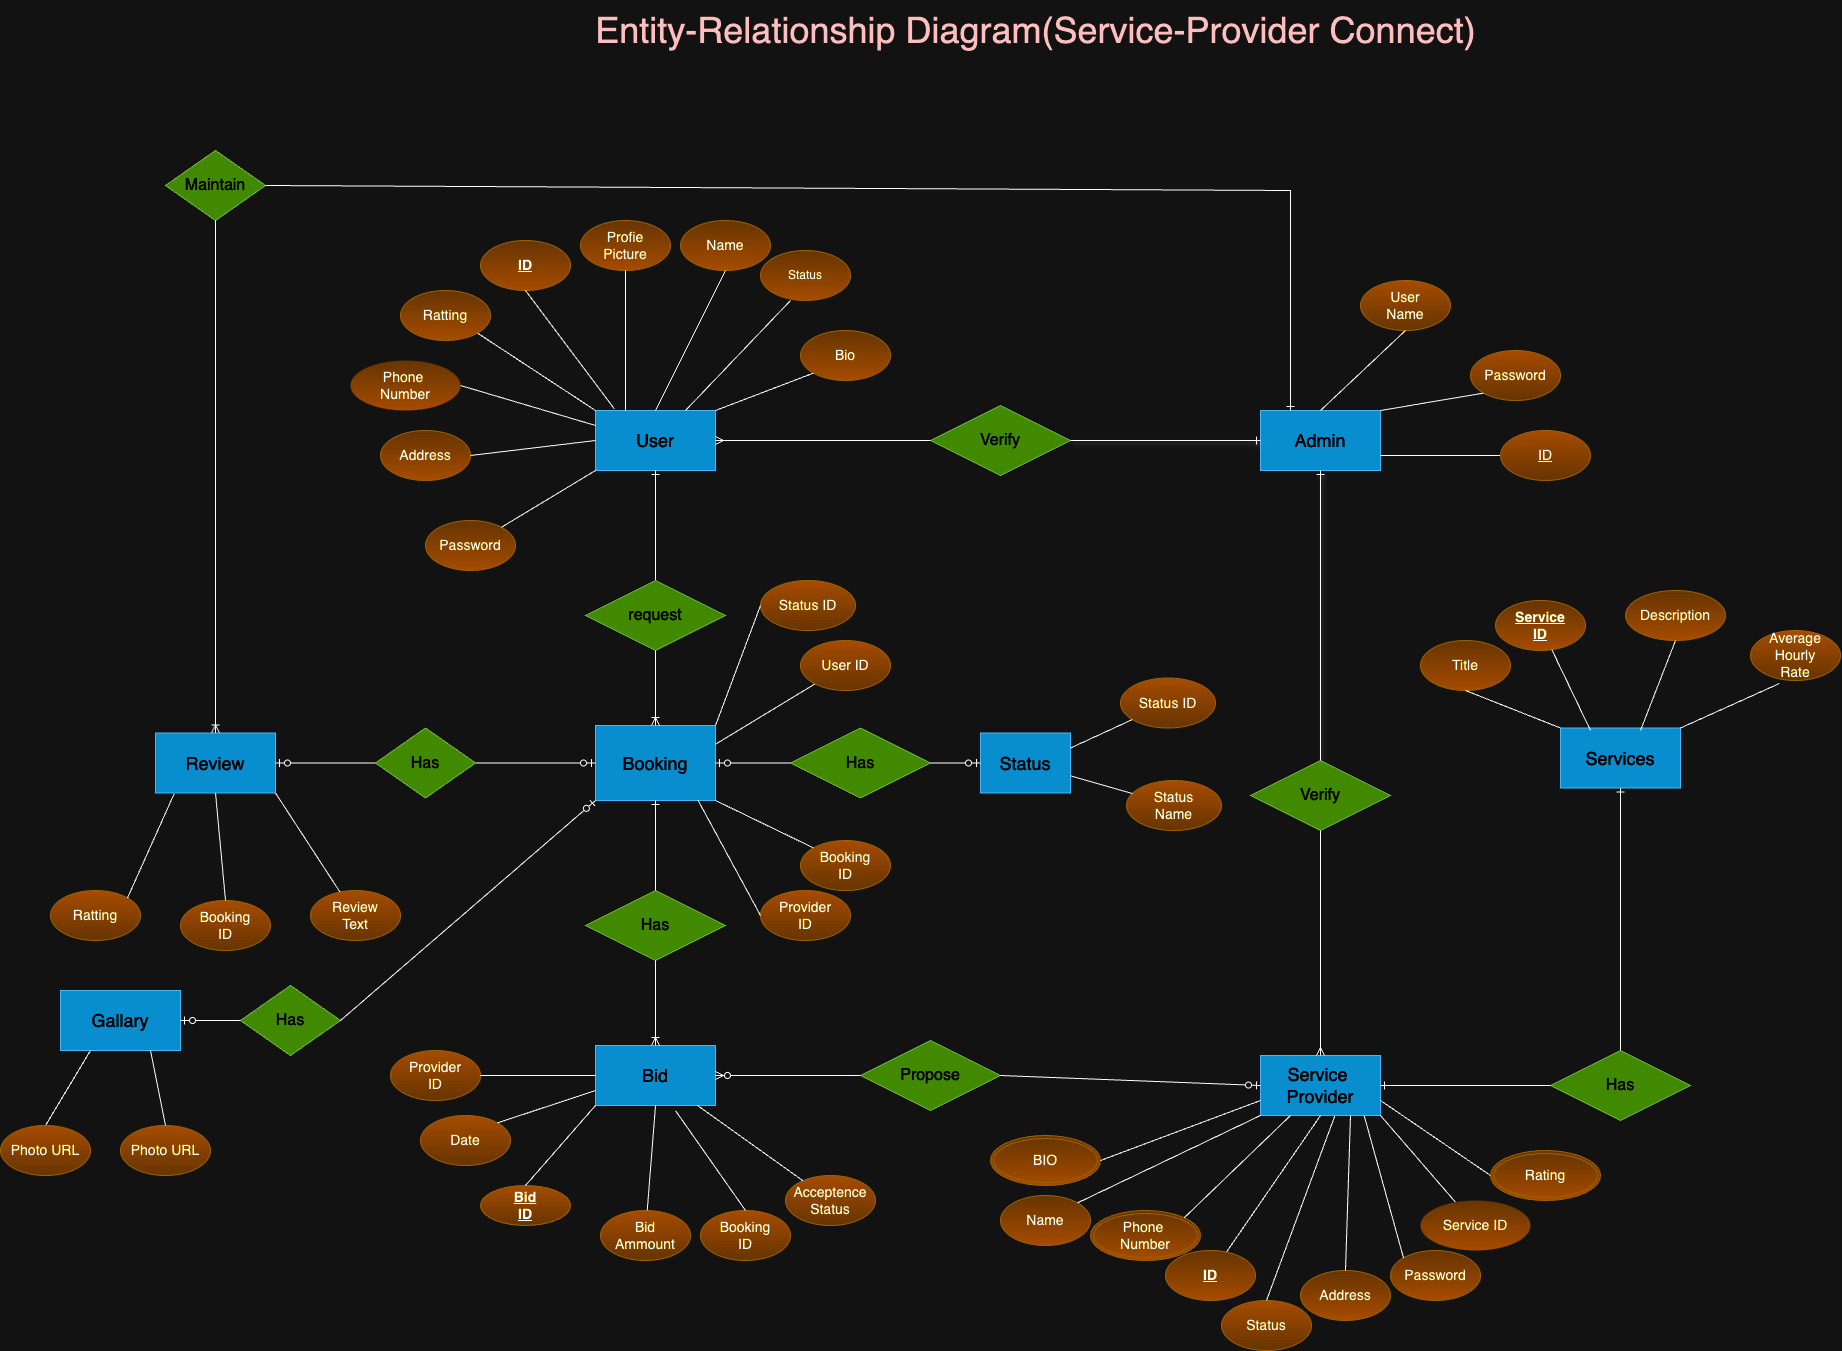 Entity-Relationship Diagram(Service-Provider Connect)
Maintain
Profie
Picture
Name
ID
Status
Ratting
User
Name
Bio
Phone
Number
Password
User
Verify
Admin
Address
ID
Password
request
Status ID
User ID
Service
ID
Description
Title
Average
Hourly
Rate
Status ID
Review
Has
Booking
Has
Status
Services
Verify
Status
Name
Booking
ID
Ratting
Booking
ID
Review
Text
Provider
ID
Has
Gallary
Has
Provider
ID
Bid
Propose
Service
Provider
Has
Photo URL
Photo URL
Date
BIO
Rating
Bid
ID
Acceptence
Status
Name
Service ID
Bid
Ammount
Booking
ID
Phone
Number
ID
Password
Address
Status